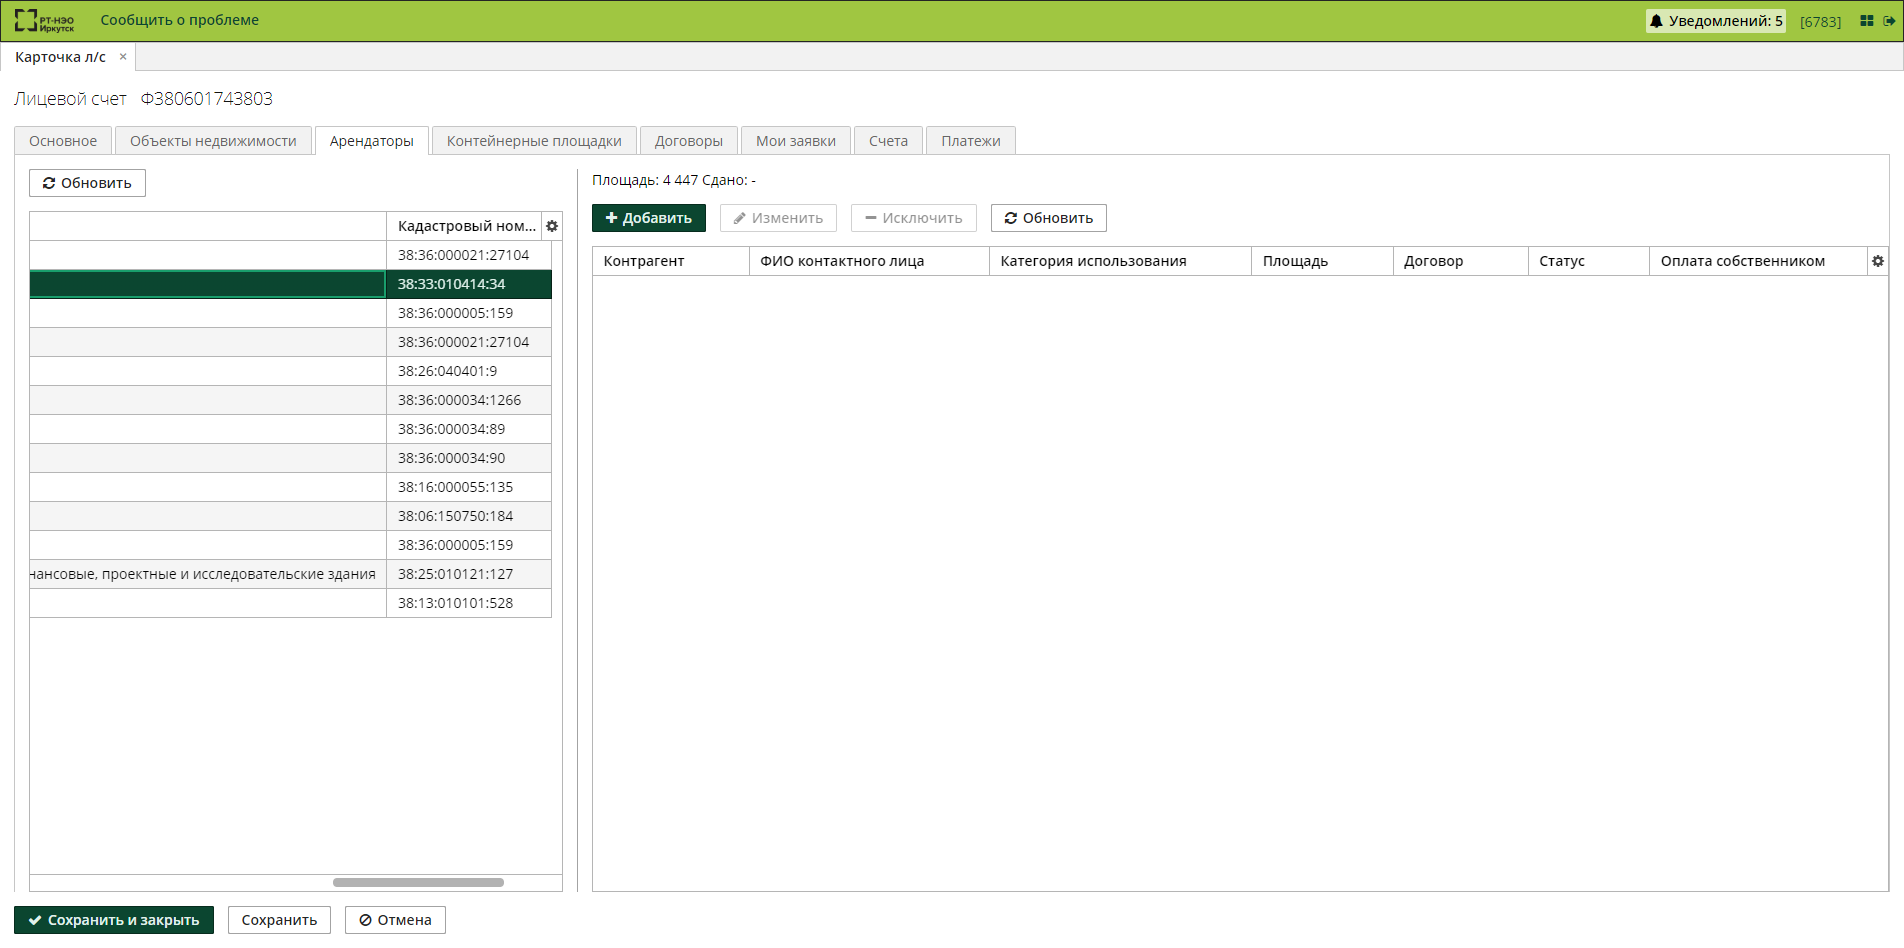 РТ-НЭО
Иркутск
Сообщить о проблеме
Уведомлений: 5
[6783]
Карточка л/с ×
Лицевой счет Ф380601743803
Основное
Объекты недвижимости
Арендаторы
Контейнерные площадки
Договоры
Мои заявки
Счета
Платежи
Обновить
Кадастровый ном...
38:36:000021:27104
38:33:010414:34
38:36:000005:159
38:36:000021:27104
38:26:040401:9
38:36:000034:1266
38:36:000034:89
38:36:000034:90
38:16:000055:135
38:06:150750:184
38:36:000005:159
нансовые, проектные и исследовательские здания 38:25:010121:127
38:13:010101:528
Площадь: 4 447 Сдано: -
Добавить
Изменить
Исключить
Обновить
Контрагент
ФИО контактного лица
Категория использования
Площадь
Договор
Статус
Оплата собственником
Сохранить и закрыть
Сохранить
Отмена